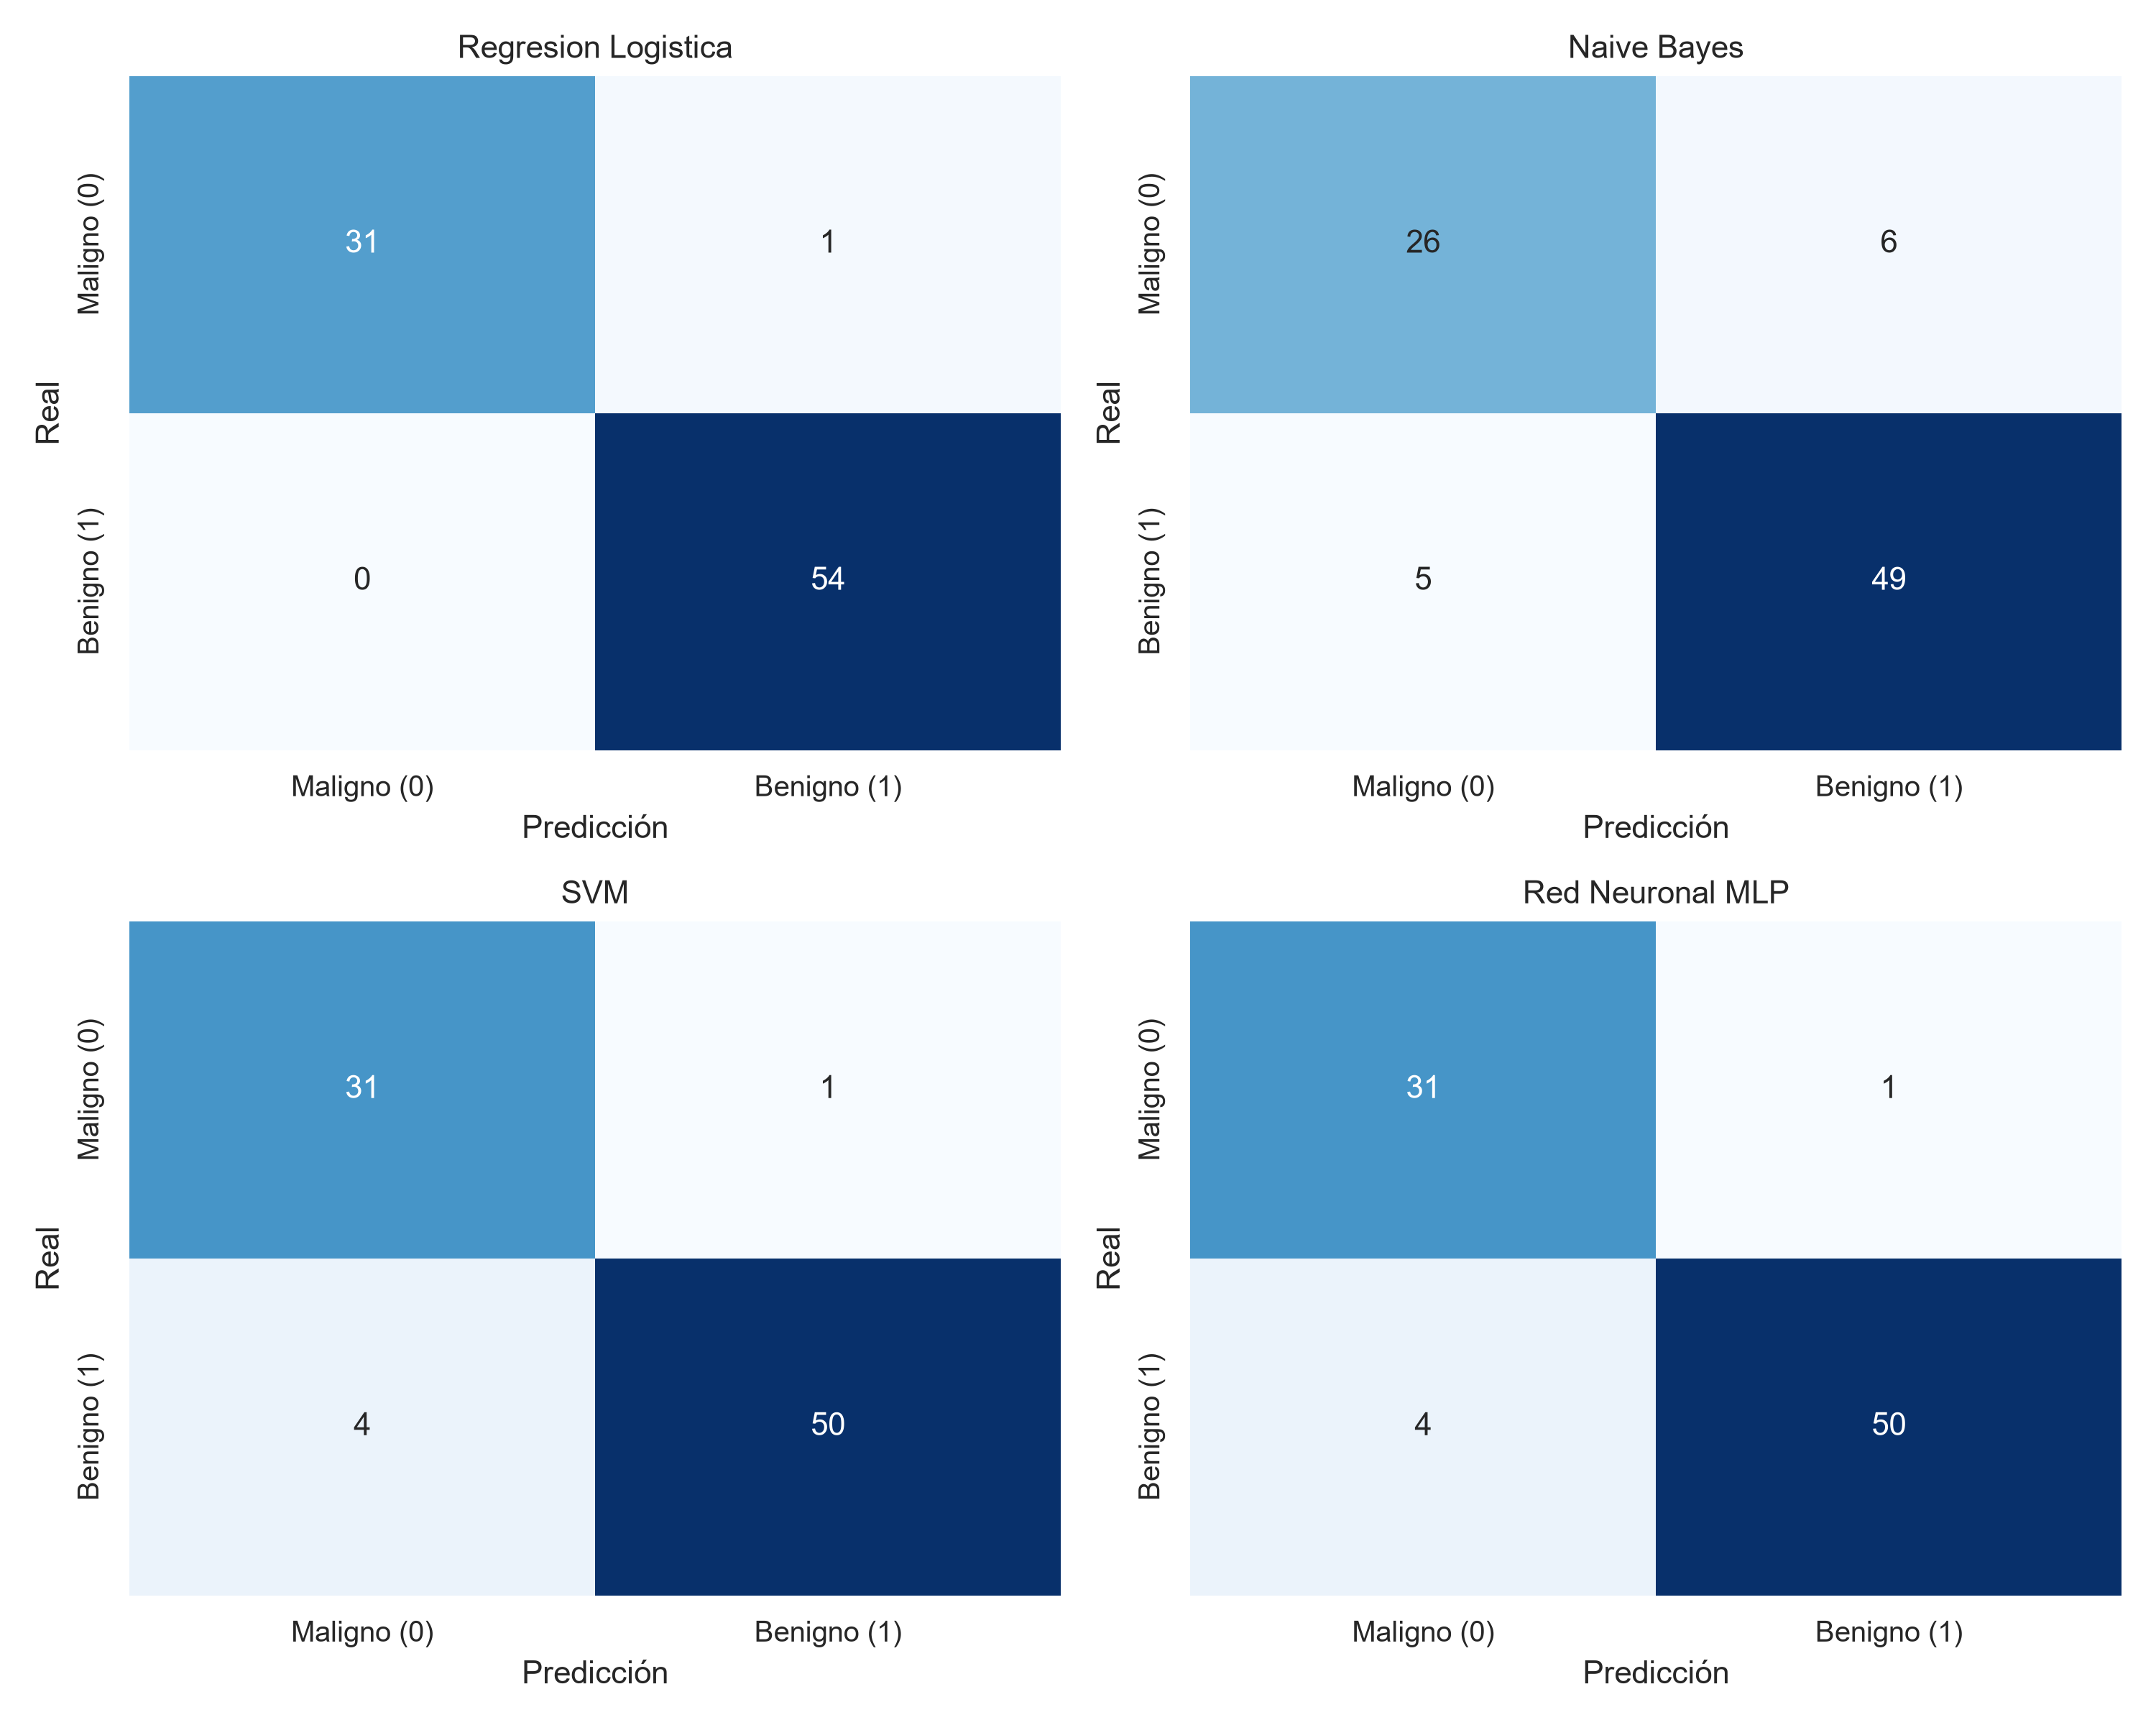 Regresion Logistica
Real
Maligno (0)
31
1
Benigno (1)
0
54
Maligno (0)
Benigno (1)
Predicción
Naive Bayes
Real
Maligno (0)
26
6
Benigno (1)
5
49
Maligno (0)
Benigno (1)
Predicción
SVM
Real
Maligno (0)
31
1
Benigno (1)
4
50
Maligno (0)
Benigno (1)
Predicción
Red Neuronal MLP
Real
Maligno (0)
31
1
Benigno (1)
4
50
Maligno (0)
Benigno (1)
Predicción